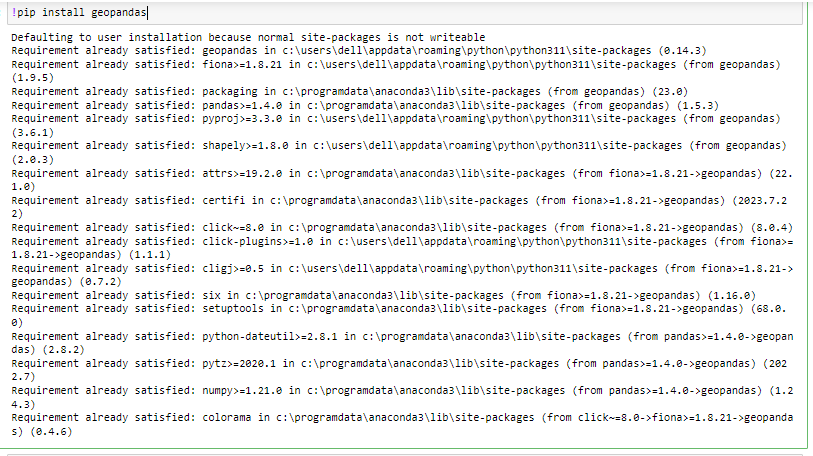 !pip install geopandas
Defaulting to user installation because normal site-packages is not writeable
Requirement already satisfied: geopandas in c:\users\dell\appdata\roaming\python\python311\site-packages (0.14.3)
Requirement already satisfied: fiona>=1.8.21 in c:\users\dell\appdata\roaming\python\python311\site-packages (from geopandas)
(1.9.5)
Requirement already satisfied: packaging in c:\programdata\anaconda3\lib\site-packages (from geopandas) (23.0)
Requirement already satisfied: pandas>=1.4.0 in c:\programdata\anaconda3\lib\site-packages (from geopandas) (1.5.3)
Requirement already satisfied: pyproj>=3.3.0 in c:\users\dell\appdata\roaming\python\python311\site-packages (from geopandas)
(3.6.1)
Requirement already satisfied: shapely>=1.8.0 in c:\users\dell\appdata\roaming\python\python311\site-packages (from geopandas)
(2.0.3)
Requirement already satisfied: attrs>=19.2.0 in c:\programdata\anaconda3\lib\site-packages (from fiona>=1.8.21->geopandas) (22.
1.0)
Requirement already satisfied: certifi in c:\programdata\anaconda3\lib\site-packages (from fiona>=1.8.21->geopandas) (2023.7.2
2)
Requirement already satisfied: click~=8.0 in c:\programdata\anaconda3\lib\site-packages (from fiona>=1.8.21->geopandas) (8.0.4)
Requirement already satisfied: click-plugins>=1.0 in c:\users\dell\appdata\roaming\python\python311\site-packages (from fiona>=
1.8.21->geopandas) (1.1.1)
Requirement already satisfied: cligj>=0.5 in c:\users\dell\appdata\roaming\python\python311\site-packages (from fiona>=1.8.21->
geopandas) (0.7.2)
Requirement already satisfied: six in c:\programdata\anaconda3\lib\site-packages (from fiona>=1.8.21->geopandas) (1.16.0)
Requirement already satisfied: setuptools in c:\programdata\anaconda3\lib\site-packages (from fiona>=1.8.21->geopandas) (68.0.
0)
Requirement already satisfied: python-dateutil>=2.8.1 in c:\programdata\anaconda3\lib\site-packages (from pandas>=1.4.0->geopan
das) (2.8.2)
Requirement already satisfied: pytz>=2020.1 in c:\programdata\anaconda3\lib\site-packages (from pandas>=1.4.0->geopandas) (202
2.7)
Requirement already satisfied: numpy>=1.21.0 in c:\programdata\anaconda3\lib\site-packages (from pandas>=1.4.0->geopandas) (1.2
4.3)
Requirement already satisfied: colorama in c:\programdata\anaconda3\lib\site-packages (from click~=8.0->fiona>=1.8.21->geopanda
s) (0.4.6)